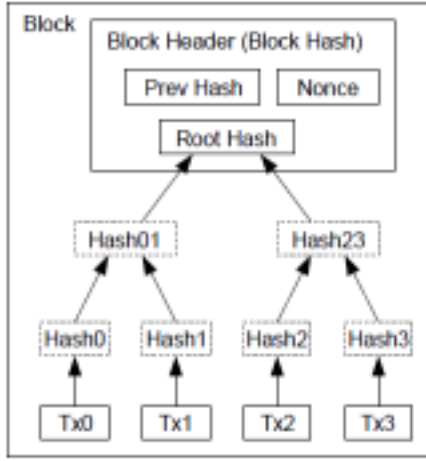 Block
Block Header (Block Hash)
Prev Hash Nonce
Root Hash
Hash01 Hash23
Hash0 Hash1 Hash2 Hash3
Tx0 Tx1 Tx2 Tx3